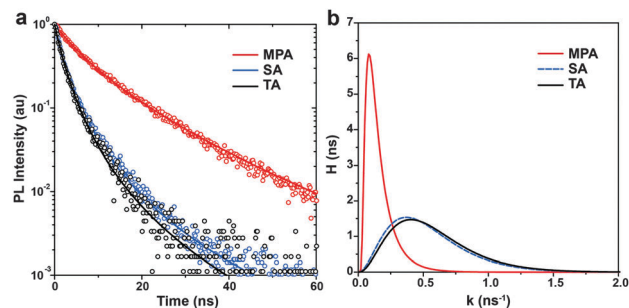 a
10⁰
10⁻¹
10⁻²
10⁻³
PL Intensity (au)
MPA
SA
TA
0 20 40 60
Time (ns)
b
7
6
5
4
3
2
1
0
H (ns)
MPA
SA
TA
0.0 0.5 1.0 1.5 2.0
k (ns⁻¹)